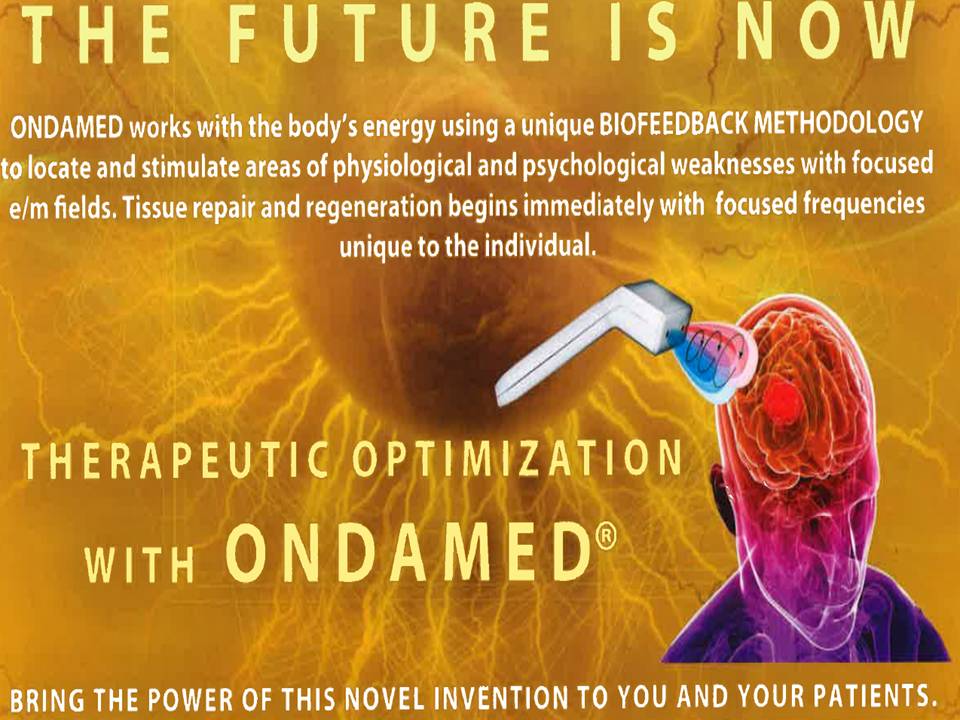 THE FUTURE IS NOW
ONDAMED works with the body's energy using a unique BIOFEEDBACK METHODOLOGY
to locate and stimulate areas of physiological and psychological weaknesses with focused
e/m fields. Tissue repair and regeneration begins immediately with focused frequencies
unique to the individual.
THERAPEUTIC OPTIMIZATION
WITH ONDAMED®
BRING THE POWER OF THIS NOVEL INVENTION TO YOU AND YOUR PATIENTS.